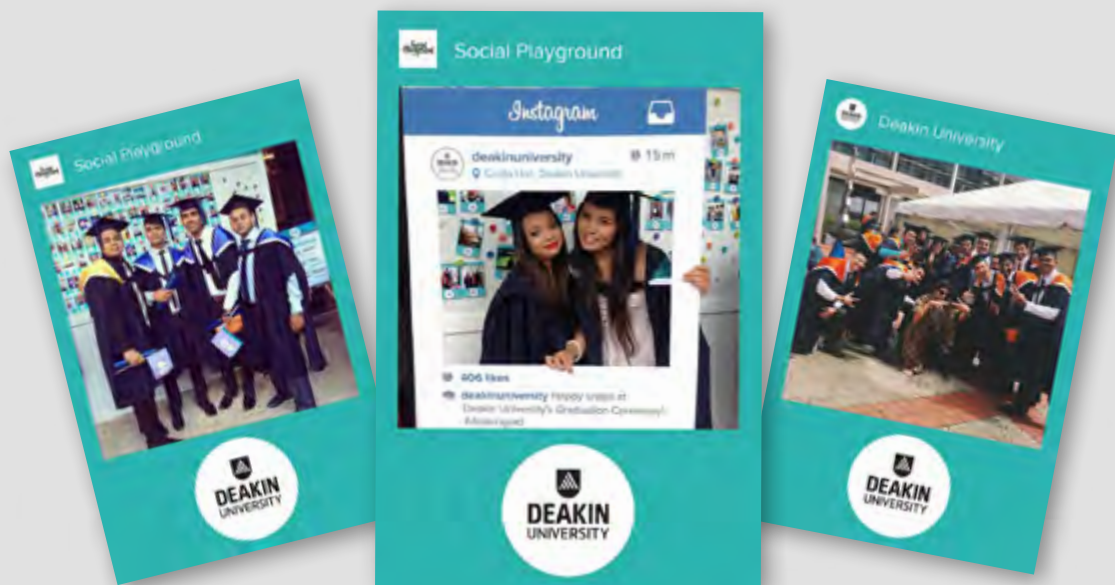 Social Playground
DEAKIN
UNIVERSITY
Social Playground
Instagram
deakinuniversity
15m
406 likes
deakinuniversity Happy snaps at
Deakin University's Graduation Ceremony!
DEAKIN
UNIVERSITY
Deakin University
DEAKIN
UNIVERSITY